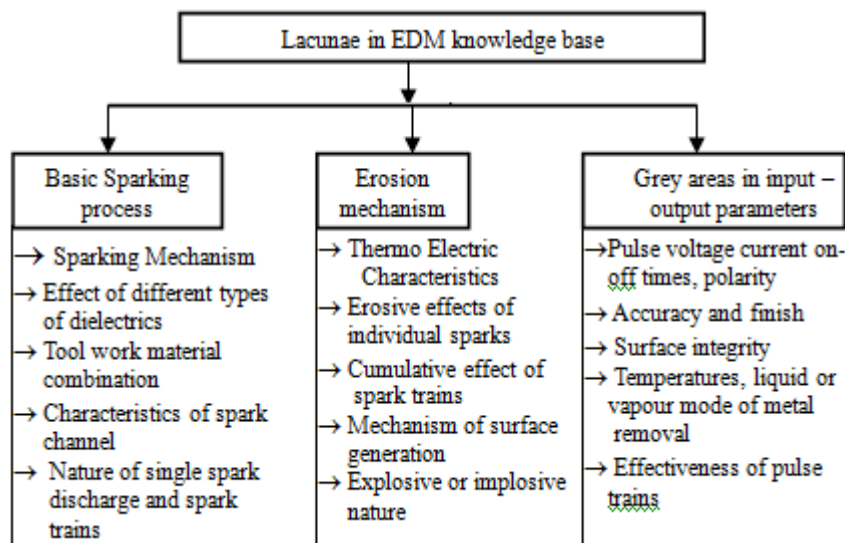 Lacunae in EDM knowledge base
Basic Sparking
process
→ Sparking Mechanism
→ Effect of different types
of dielectrics
→ Tool work material
combination
→ Characteristics of spark
channel
→ Nature of single spark
discharge and spark
trains
Erosion
mechanism
→ Thermo Electric
Characteristics
→ Erosive effects of
individual sparks
→ Cumulative effect of
spark trains
→ Mechanism of surface
generation
→ Explosive or implosive
nature
Grey areas in input –
output parameters
→Pulse voltage current on-
off times, polarity
→ Accuracy and finish
→ Surface integrity
→ Temperatures, liquid or
vapour mode of metal
removal
→ Effectiveness of pulse
trains